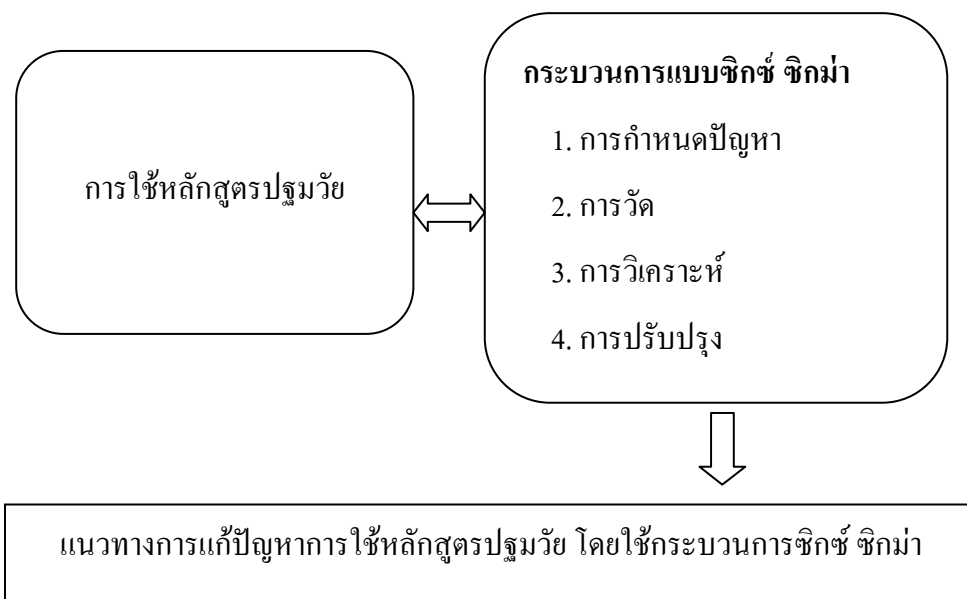 การใช้หลักสูตรปฐมวัย
กระบวนการแบบซิกซ์ ซิกม่า
1. การกำหนดปัญหา
2. การวัด
3. การวิเคราะห์
4. การปรับปรุง
แนวทางการแก้ปัญหาการใช้หลักสูตรปฐมวัย โดยใช้กระบวนการซิกซ์ ซิกม่า